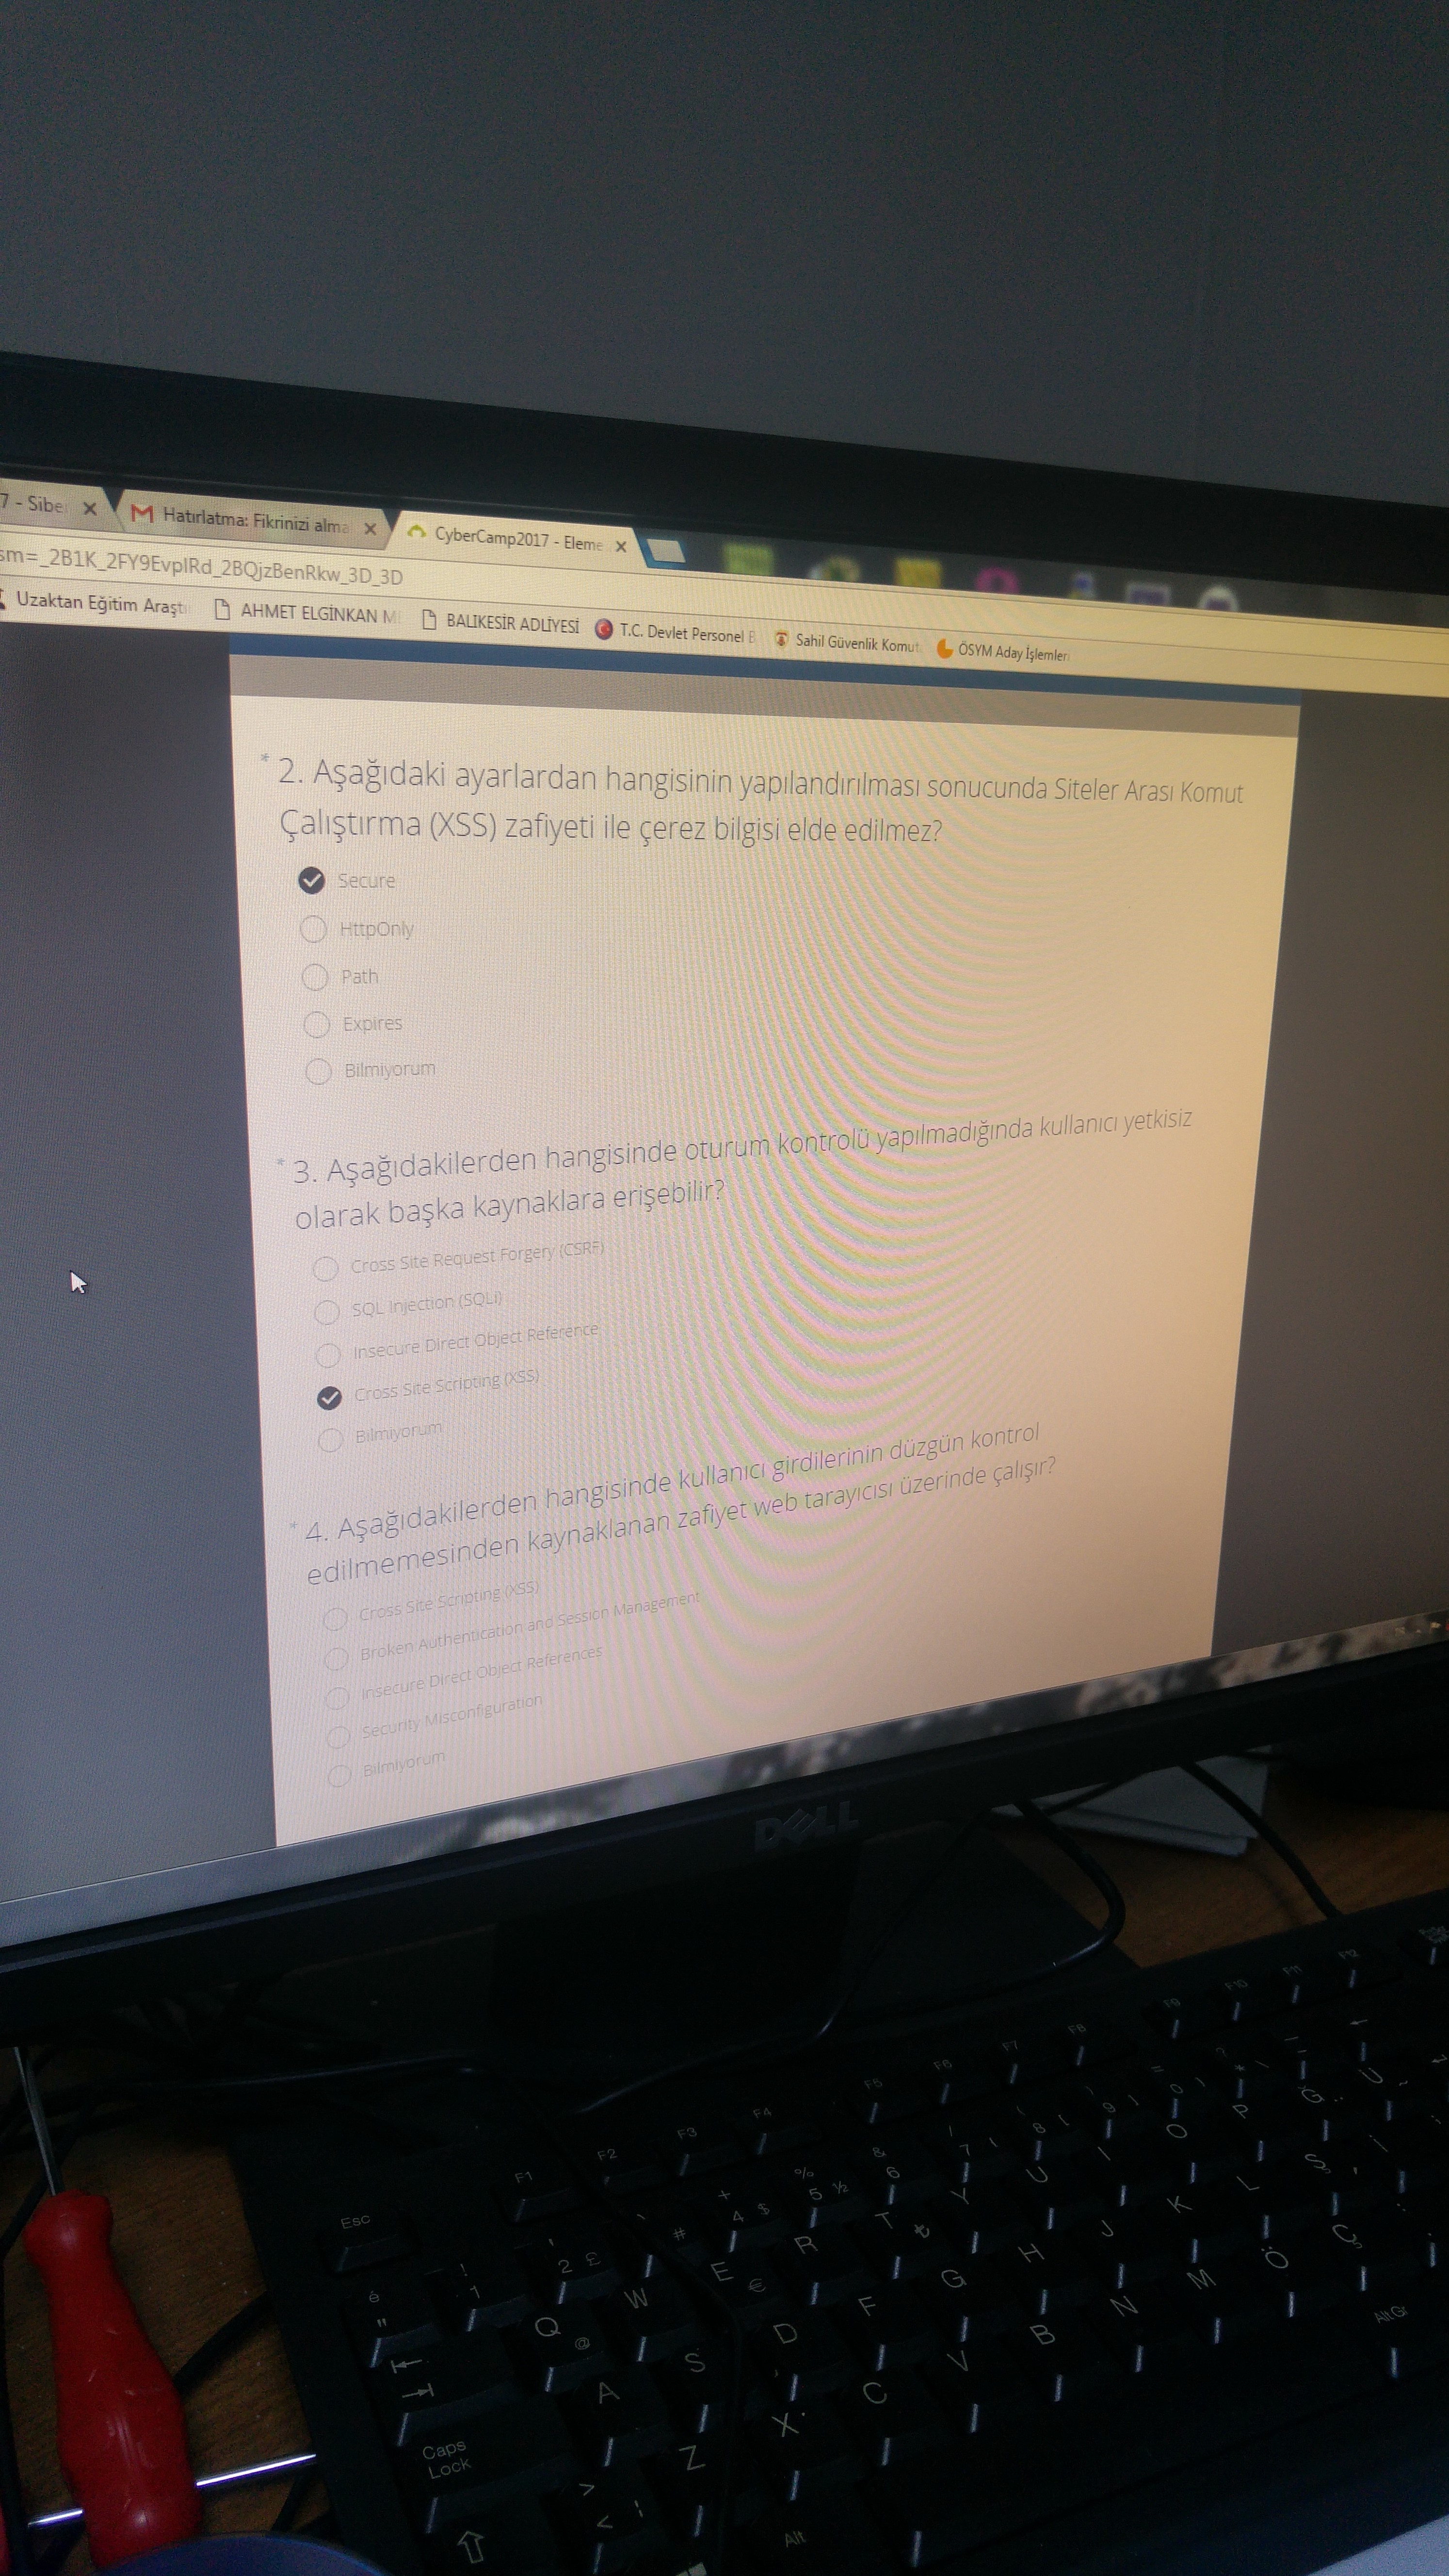 7 - Sibe
Hatırlatma: Fikrinizi alma
CyberCamp2017 - Eleme
sm=_2B1K_2FY9EvpIRd_2BQjzBenRkw_3D_3D
Uzaktan Eğitim Araştı
AHMET ELGİNKAN M
BALIKESİR ADLİYESİ
T.C. Devlet Personel B
Sahil Güvenlik Komut
ÖSYM Aday İşlemleri
* 2. Aşağıdaki ayarlardan hangisinin yapılandırılması sonucunda Siteler Arası Komut
Çalıştırma (XSS) zafiyeti ile çerez bilgisi elde edilmez?
Secure
HttpOnly
Path
Expires
Bilmiyorum
* 3. Aşağıdakilerden hangisinde oturum kontrolü yapılmadığında kullanıcı yetkisiz
olarak başka kaynaklara erişebilir?
Cross Site Request Forgery (CSRF)
SQL Injection (SQLi)
Insecure Direct Object Reference
Cross Site Scripting (XSS)
Bilmiyorum
* 4. Aşağıdakilerden hangisinde kullanıcı girdilerinin düzgün kontrol
edilmemesinden kaynaklanan zafiyet web tarayıcısı üzerinde çalışır?
Cross Site Scripting (XSS)
Broken Authentication and Session Management
Insecure Direct Object References
Security Misconfiguration
Bilmiyorum
DELL
Esc F1 F2 F3 F4 F5 F6 F7 F8 F9 F10 F11 F12
é " ! 1 ' 2 £ # + 4 $ % 5 ½ & 6 / 7 ( 8 [ ) 9 ] = 0 ? *
Q @ W E € R T ₺ Y U I O P Ğ Ü
Caps Lock A S D F G H J K L Ş i
> < Z X C V B N M Ö Ç
Alt Alt Gr